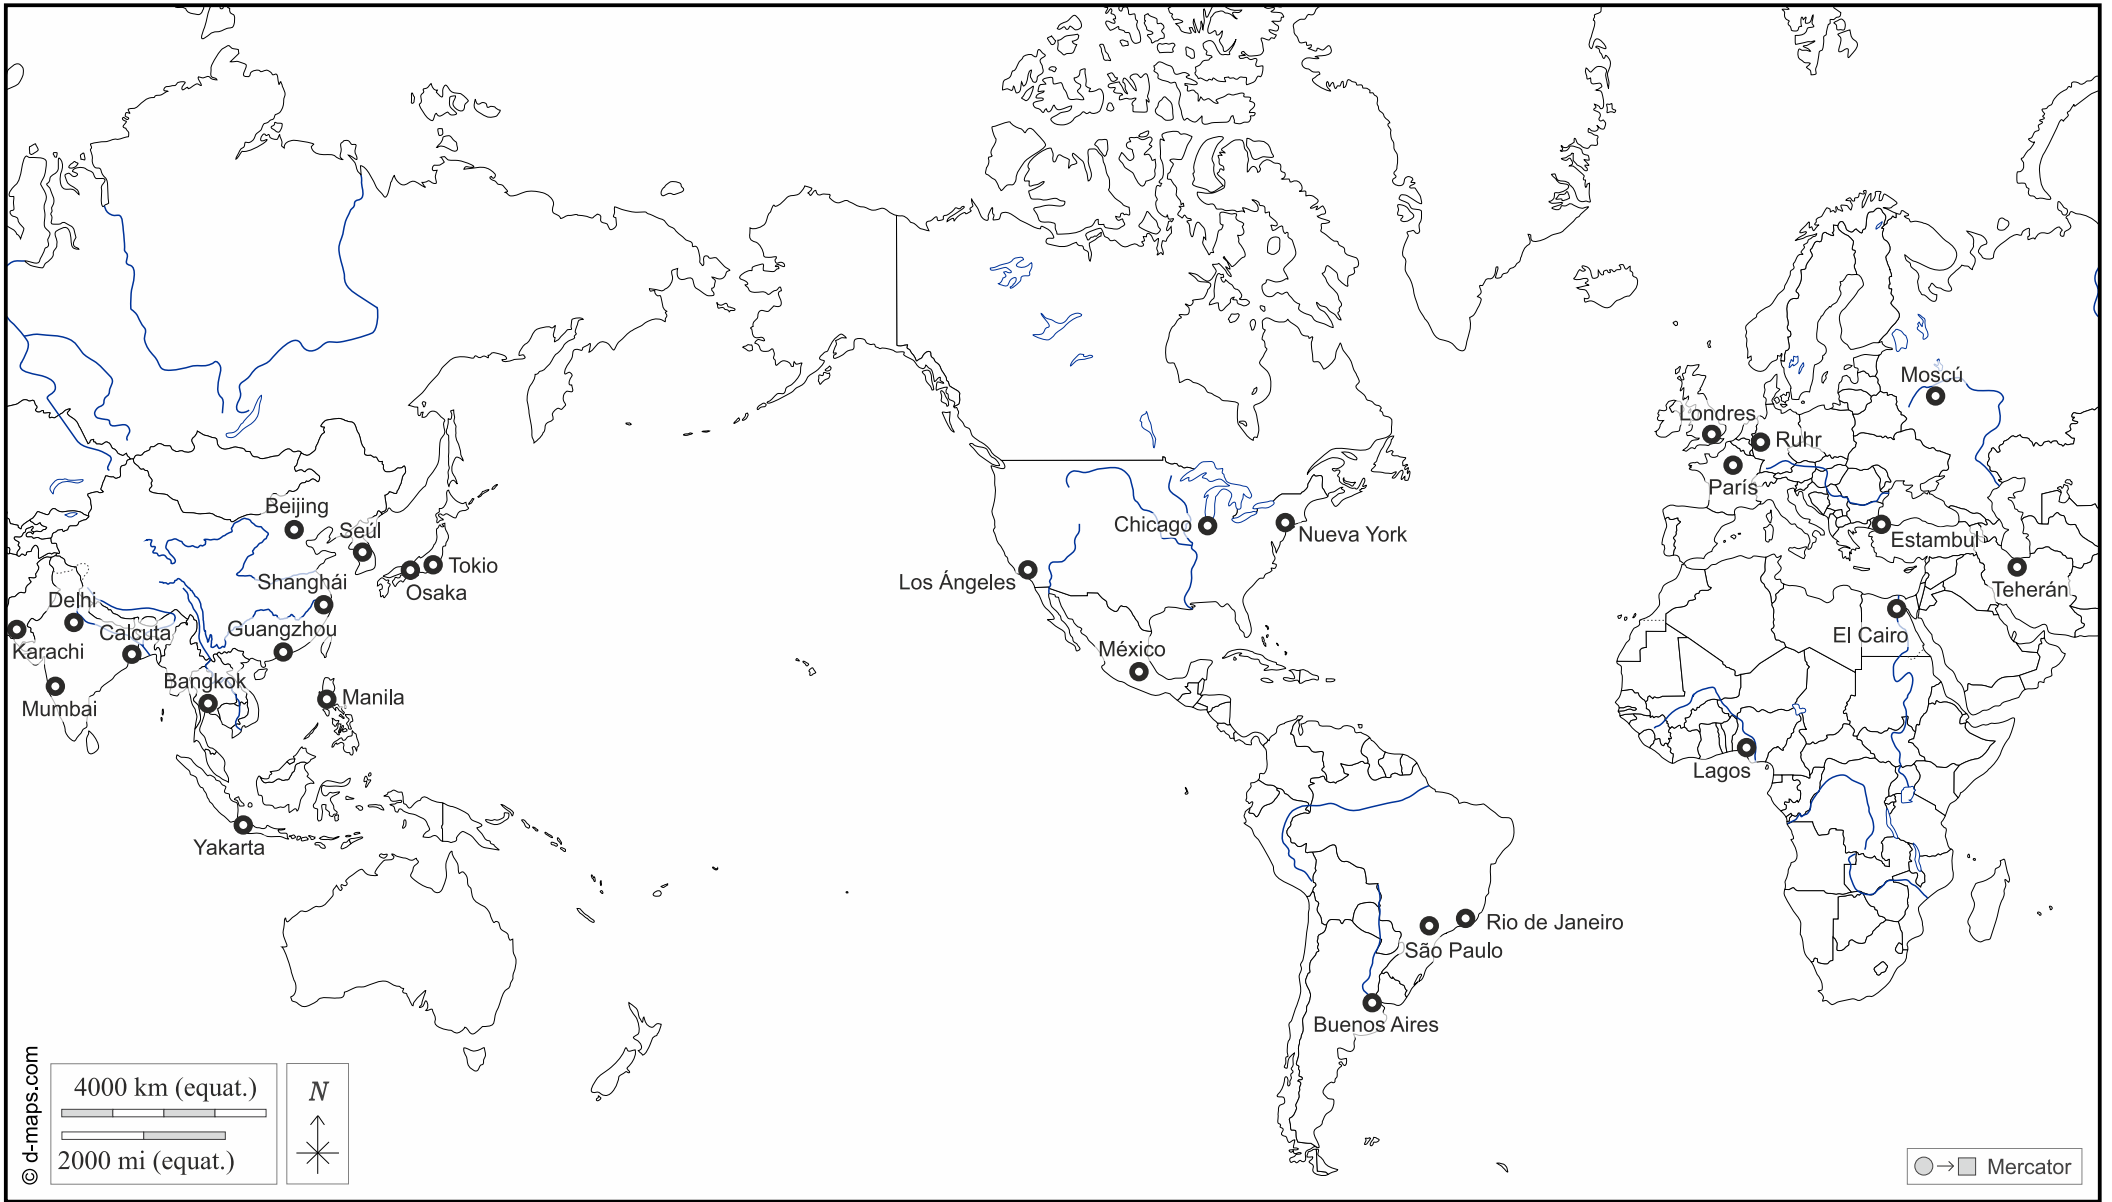 Moscú
Londres
Ruhr
París
Beijing
Seúl
Chicago
Nueva York
Estambul
Tokio
Shanghái
Los Ángeles
Osaka
Teherán
Delhi
Calcuta
Guangzhou
El Cairo
Karachi
México
Bangkok
Manila
Mumbai
Lagos
Yakarta
Rio de Janeiro
São Paulo
Buenos Aires
© d-maps.com
4000 km (equat.)
2000 mi (equat.)
N
Mercator